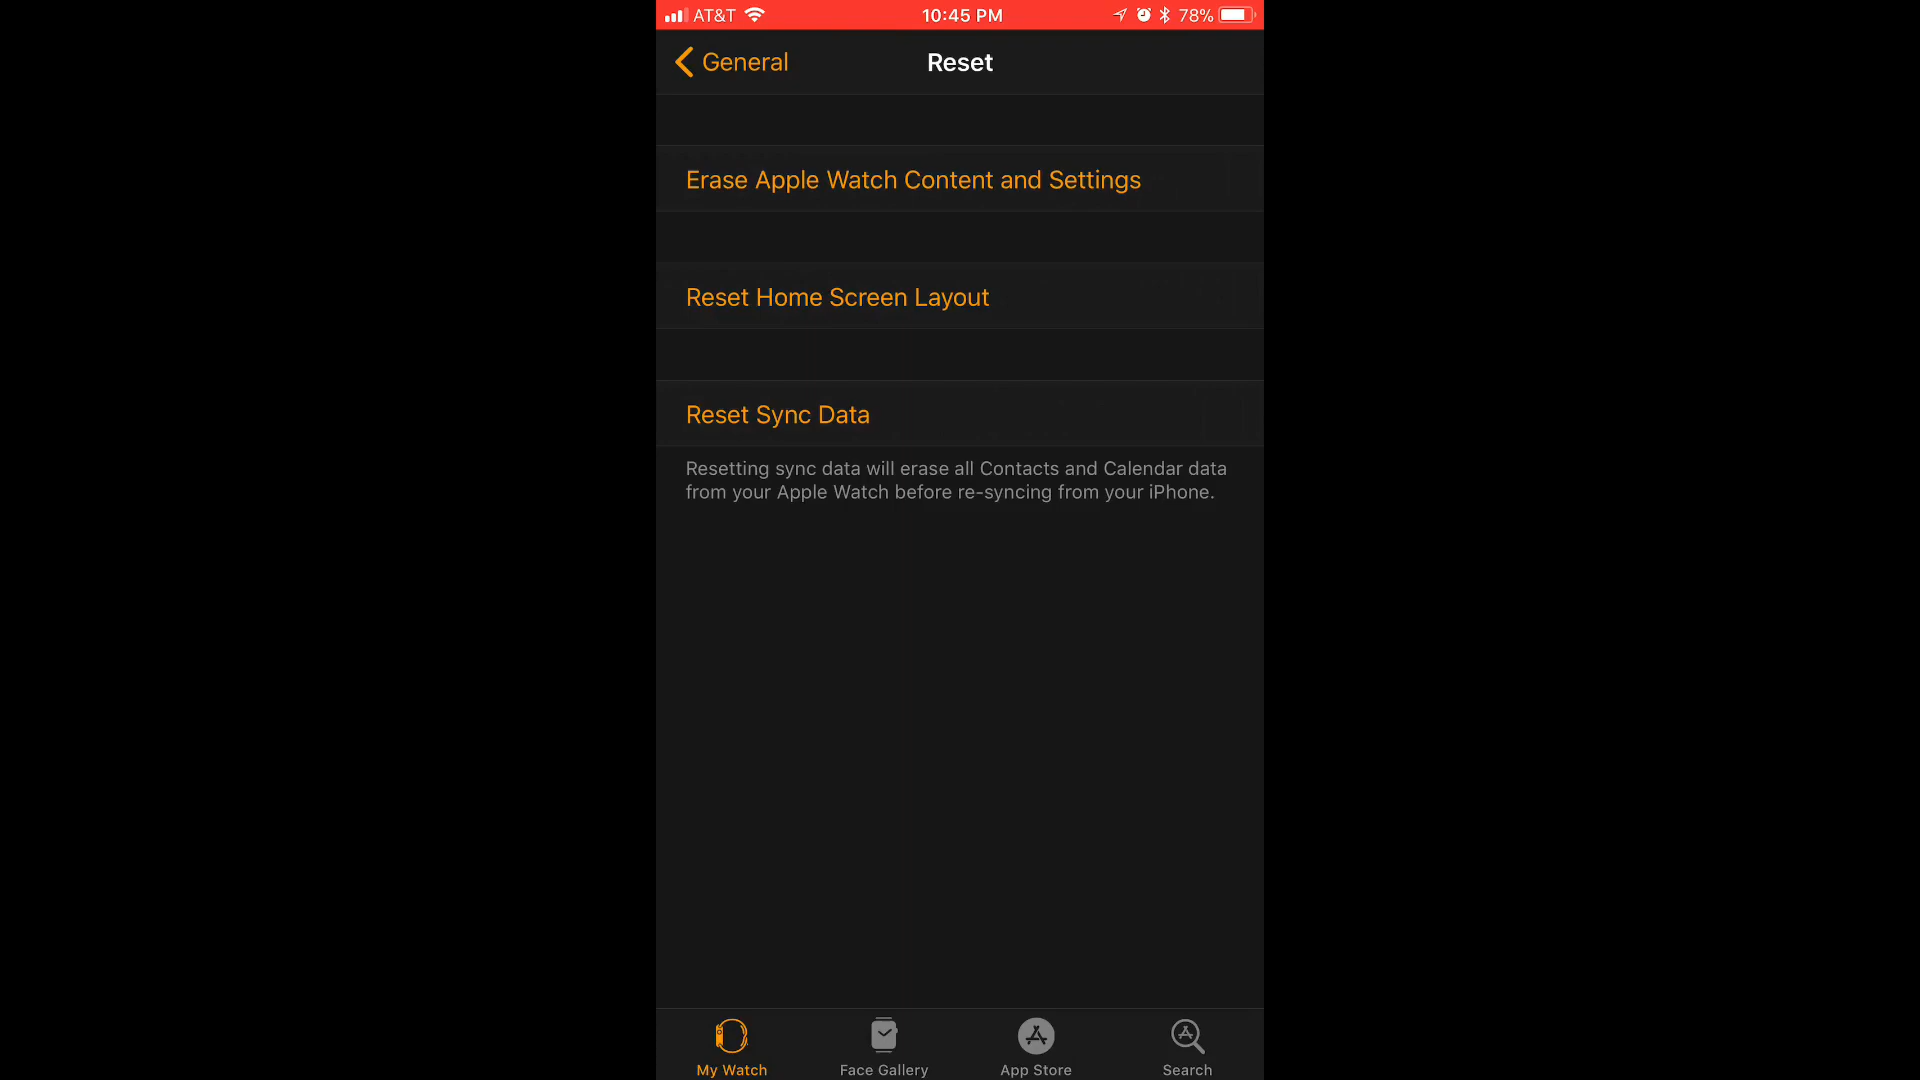 AT&T 10:45 PM 78%
General Reset
Erase Apple Watch Content and Settings
Reset Home Screen Layout
Reset Sync Data
Resetting sync data will erase all Contacts and Calendar data
from your Apple Watch before re-syncing from your iPhone.
My Watch Face Gallery App Store Search